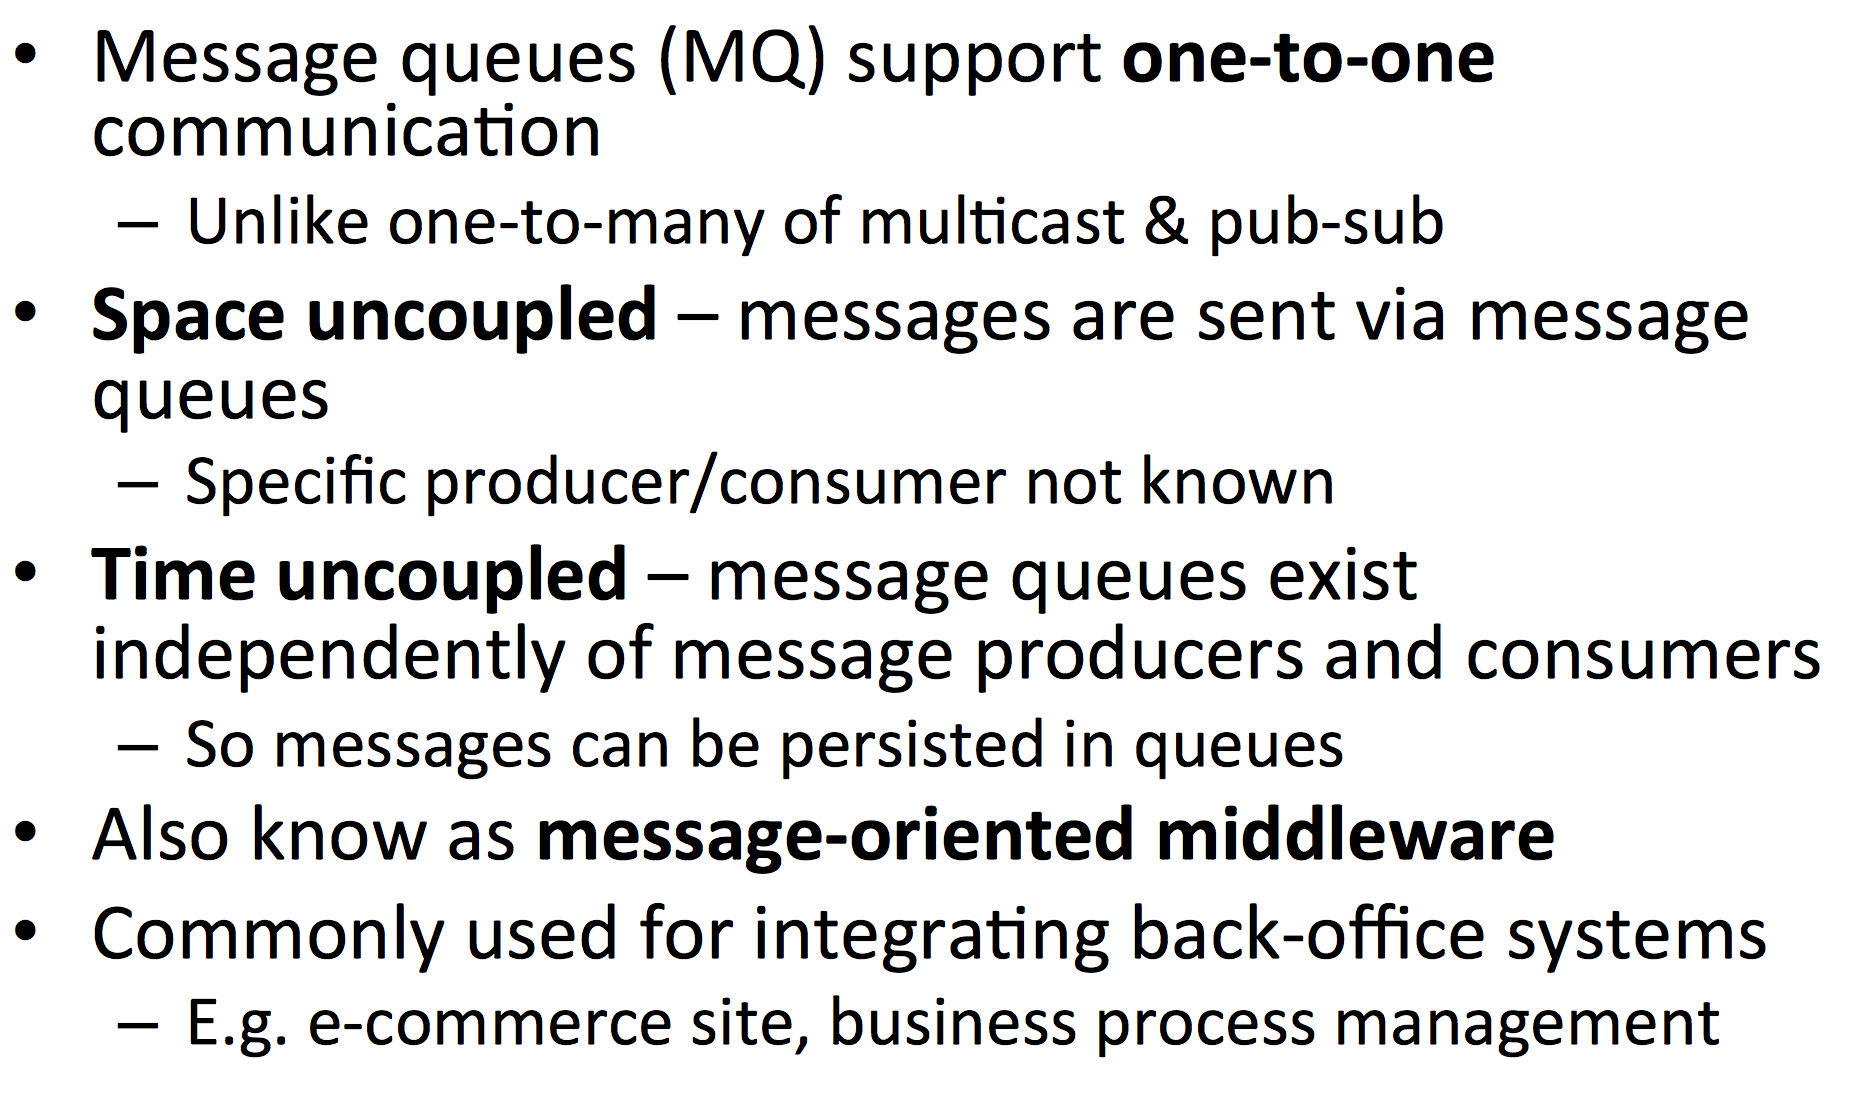 • Message queues (MQ) support one-to-one
communication
– Unlike one-to-many of multicast & pub-sub
• Space uncoupled – messages are sent via message
queues
– Specific producer/consumer not known
• Time uncoupled – message queues exist
independently of message producers and consumers
– So messages can be persisted in queues
• Also know as message-oriented middleware
• Commonly used for integrating back-office systems
– E.g. e-commerce site, business process management